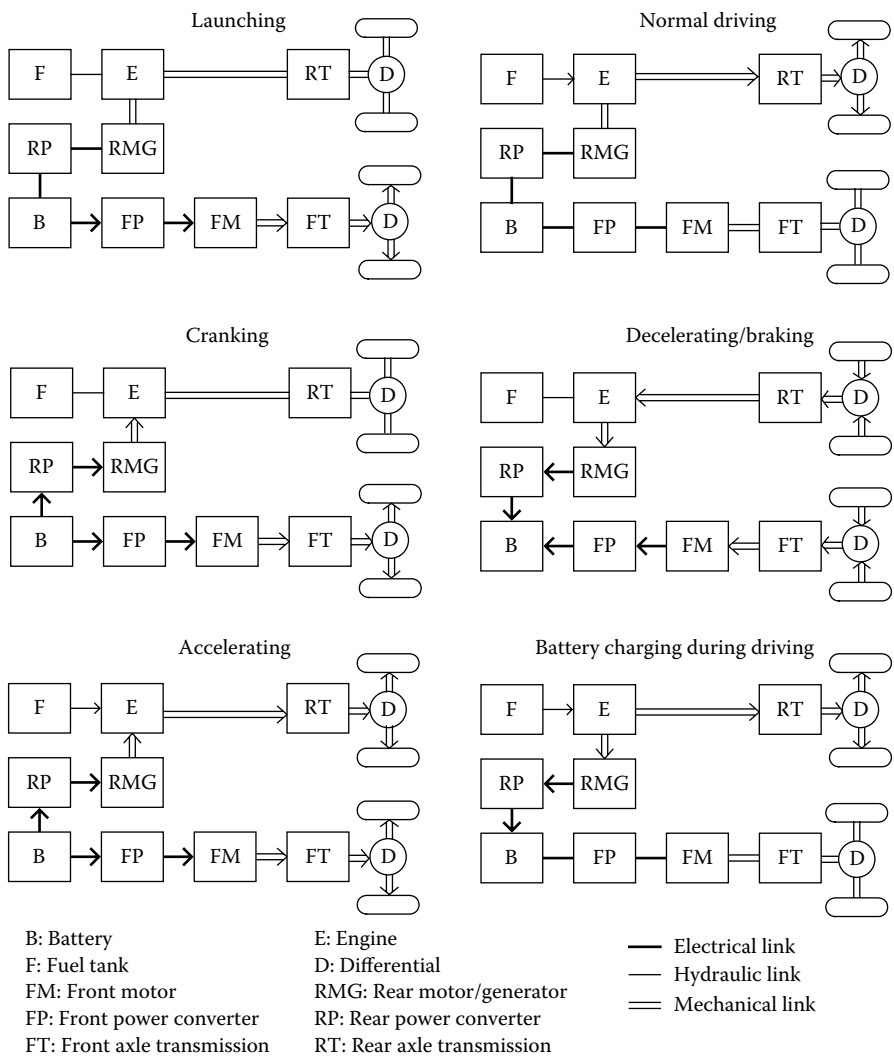 Launching
F E RT D
RP RMG
B FP FM FT D
Normal driving
F E RT D
RP RMG
B FP FM FT D
Cranking
F E RT D
RP RMG
B FP FM FT D
Decelerating/braking
F E RT D
RP RMG
B FP FM FT D
Accelerating
F E RT D
RP RMG
B FP FM FT D
Battery charging during driving
F E RT D
RP RMG
B FP FM FT D
B: Battery
F: Fuel tank
FM: Front motor
FP: Front power converter
FT: Front axle transmission
E: Engine
D: Differential
RMG: Rear motor/generator
RP: Rear power converter
RT: Rear axle transmission
Electrical link
Hydraulic link
Mechanical link